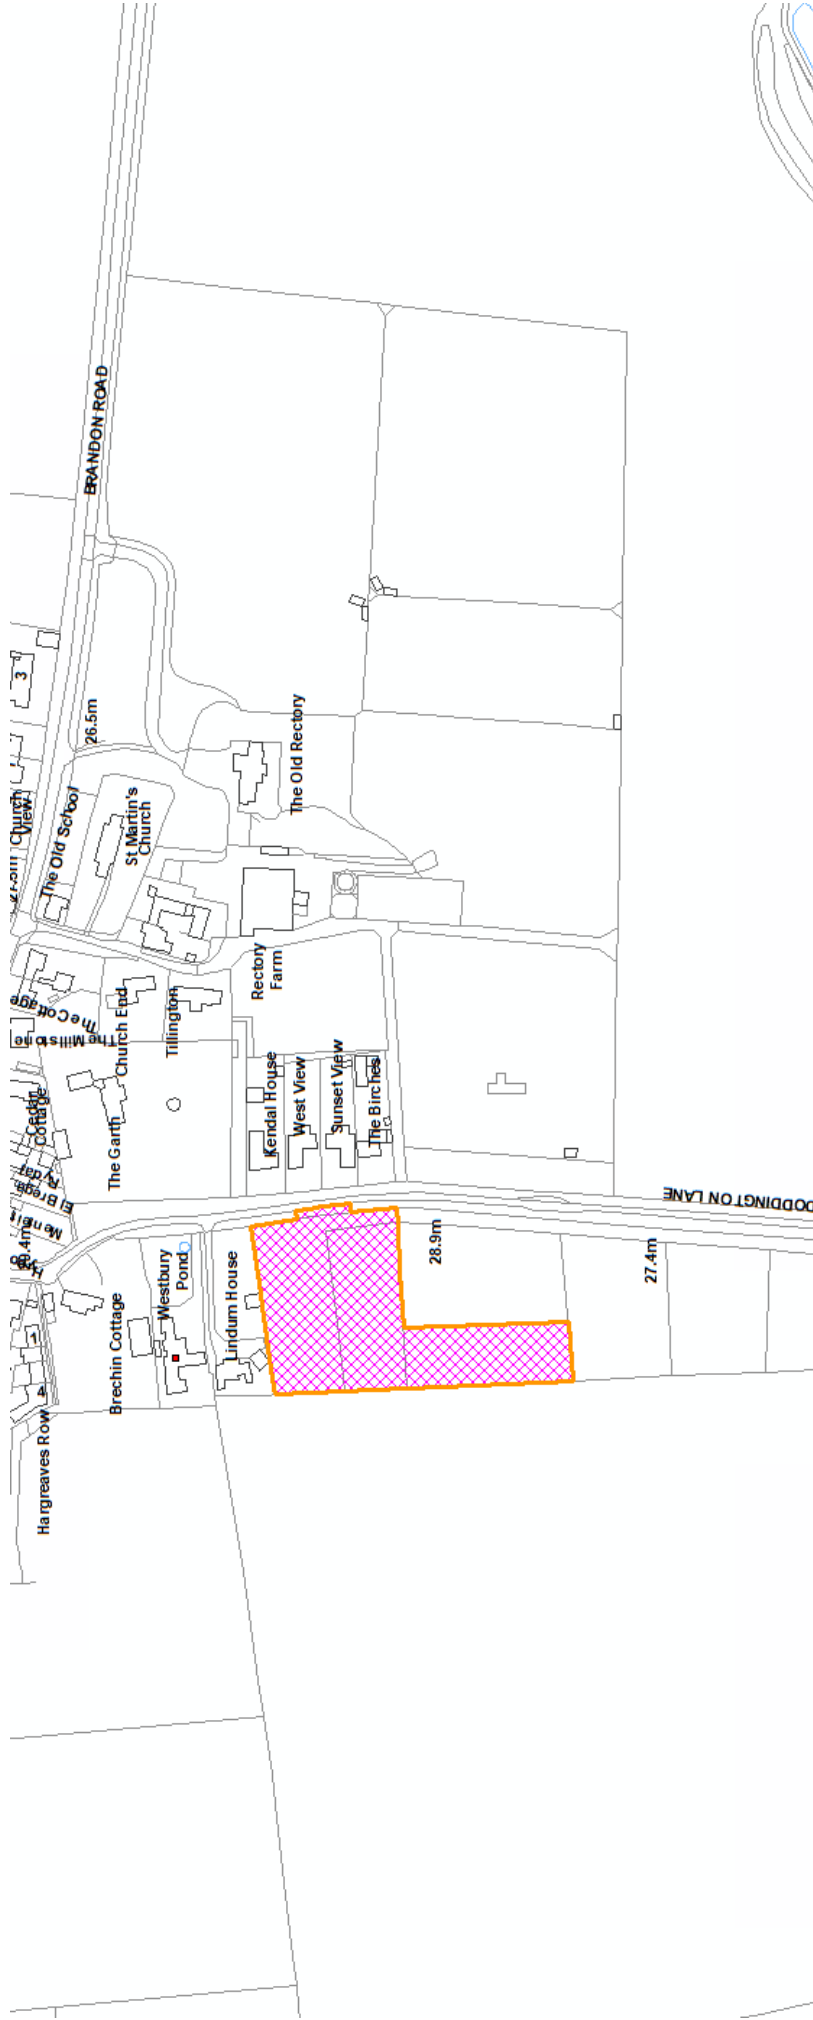 BRANDON ROAD
3
26.5m
Church
View
The Old School
St Martin's
Church
The Old Rectory
The Cottage
The Millstone
Church End
Tillington
Rectory
Farm
Cedar
Cottage
The Garth
Kendal House
West View
Sunset View
The Birches
DODDINGTON LANE
Westbury
Pond
Lindum House
Brechin Cottage
28.9m
27.4m
1
4
Hargreaves Row